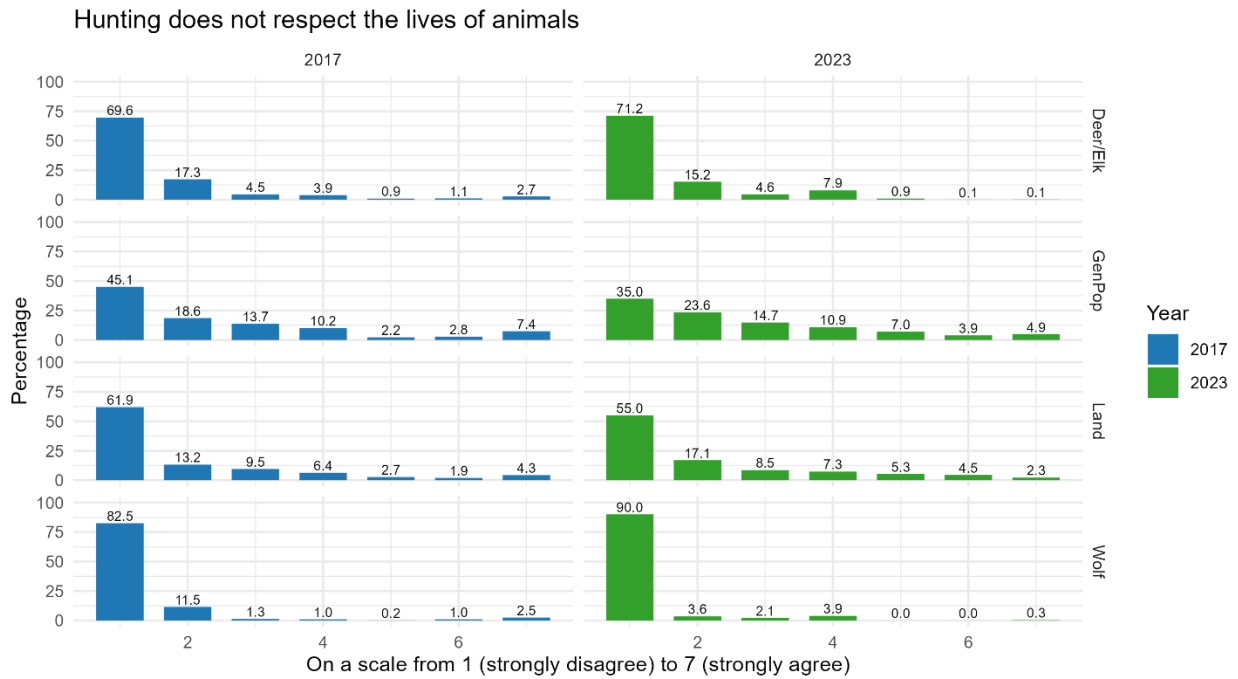 Hunting does not respect the lives of animals
2017 2023
100
75
50
25
0
69.6 17.3 4.5 3.9 0.9 1.1 2.7
71.2 15.2 4.6 7.9 0.9 0.1 0.1
Deer/Elk
100
75
50
25
0
45.1 18.6 13.7 10.2 2.2 2.8 7.4
35.0 23.6 14.7 10.9 7.0 3.9 4.9
GenPop
100
75
50
25
0
61.9 13.2 9.5 6.4 2.7 1.9 4.3
55.0 17.1 8.5 7.3 5.3 4.5 2.3
Land
100
75
50
25
0
82.5 11.5 1.3 1.0 0.2 1.0 2.5
90.0 3.6 2.1 3.9 0.0 0.0 0.3
Wolf
2 4 6 2 4 6
Percentage
On a scale from 1 (strongly disagree) to 7 (strongly agree)
Year
2017
2023